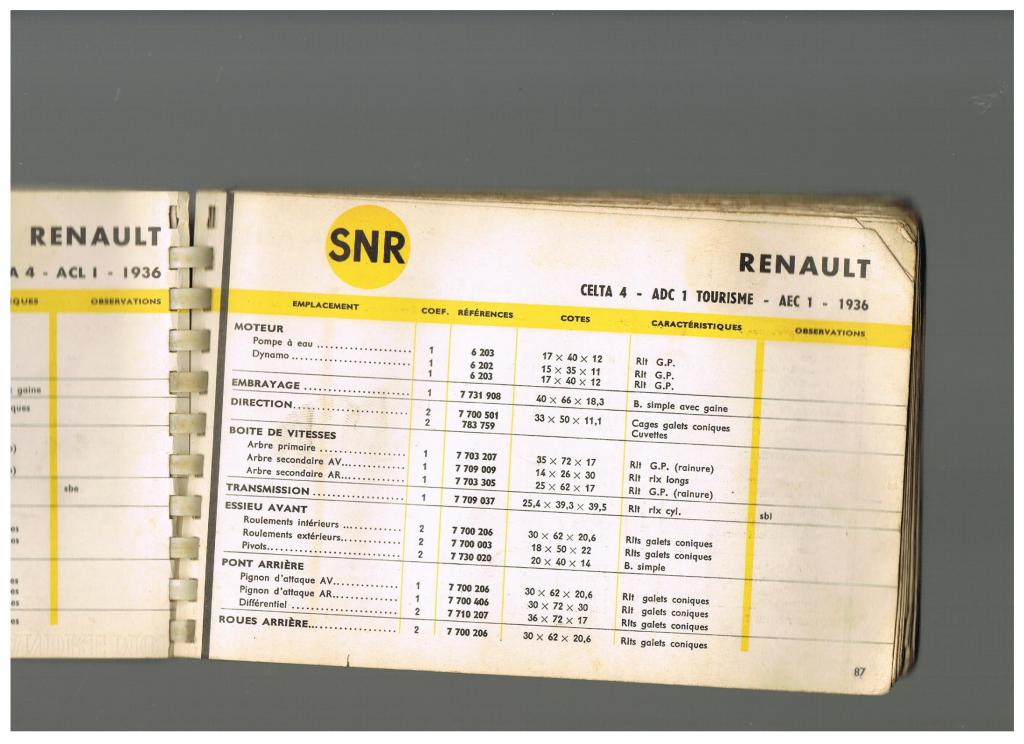 RENAULT
A 4 - ACL 1 - 1936
QUES OBSERVATIONS
gaine
ques
sbe
es
es
es
es
es
es
SNR
RENAULT
CELTA 4 - ADC 1 TOURISME - AEC 1 - 1936
EMPLACEMENT COEF. RÉFÉRENCES COTES CARACTÉRISTIQUES OBSERVATIONS
MOTEUR
Pompe à eau .................... 1 6 203 17 × 40 × 12 Rlt G.P.
Dynamo ......................... 1 6 202 15 × 35 × 11 Rlt G.P.
1 6 203 17 × 40 × 12 Rlt G.P.
EMBRAYAGE ...................... 1 7 731 908 40 × 66 × 18,3 B. simple avec gaine
DIRECTION....................... 2 7 700 501 33 × 50 × 11,1 Cages galets coniques
2 783 759 Cuvettes
BOITE DE VITESSES
Arbre primaire .................. 1 7 703 207 35 × 72 × 17 Rlt G.P. (rainure)
Arbre secondaire AV.............. 1 7 709 009 14 × 26 × 30 Rlt rlx longs
Arbre secondaire AR.............. 1 7 703 305 25 × 62 × 17 Rlt G.P. (rainure)
TRANSMISSION .................... 1 7 709 037 25,4 × 39,3 × 39,5 Rlt rlx cyl. sbl
ESSIEU AVANT
Roulements intérieurs ........... 2 7 700 206 30 × 62 × 20,6 Rlts galets coniques
Roulements extérieurs............ 2 7 700 003 18 × 50 × 22 Rlts galets coniques
Pivots........................... 2 7 730 020 20 × 40 × 14 B. simple
PONT ARRIÈRE
Pignon d'attaque AV.............. 1 7 700 206 30 × 62 × 20,6 Rlt galets coniques
Pignon d'attaque AR.............. 1 7 700 406 30 × 72 × 30 Rlt galets coniques
Différentiel .................... 2 7 710 207 36 × 72 × 17 Rlts galets coniques
ROUES ARRIÈRE.................... 2 7 700 206 30 × 62 × 20,6 Rlts galets coniques
87